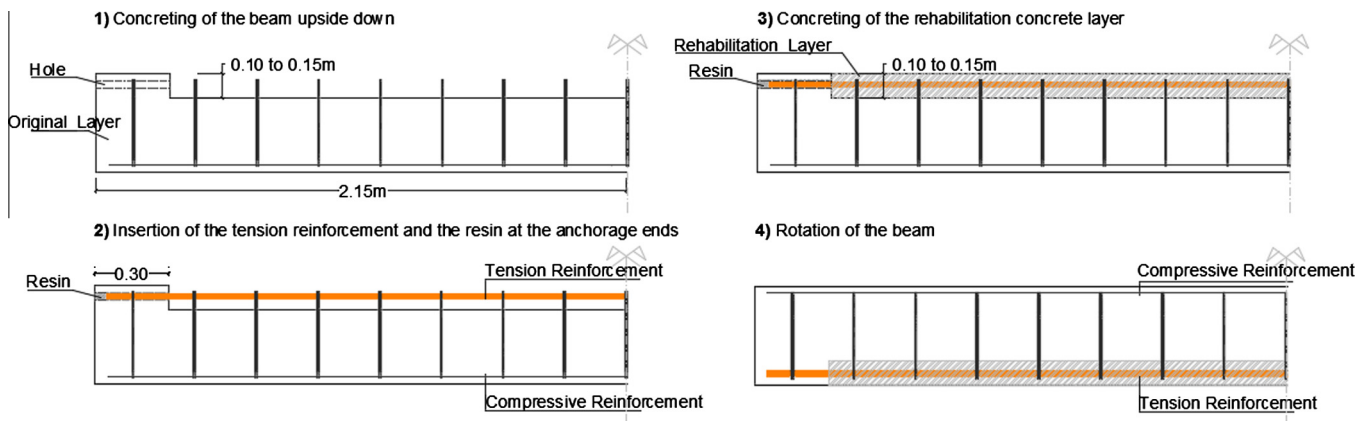 1) Concreting of the beam upside down
0.10 to 0.15m
Hole
Original Layer
2.15m
2) Insertion of the tension reinforcement and the resin at the anchorage ends
0.30
Resin
Tension Reinforcement
Compressive Reinforcement
3) Concreting of the rehabilitation concrete layer
Rehabilitation Layer
0.10 to 0.15m
Resin
4) Rotation of the beam
Compressive Reinforcement
Tension Reinforcement